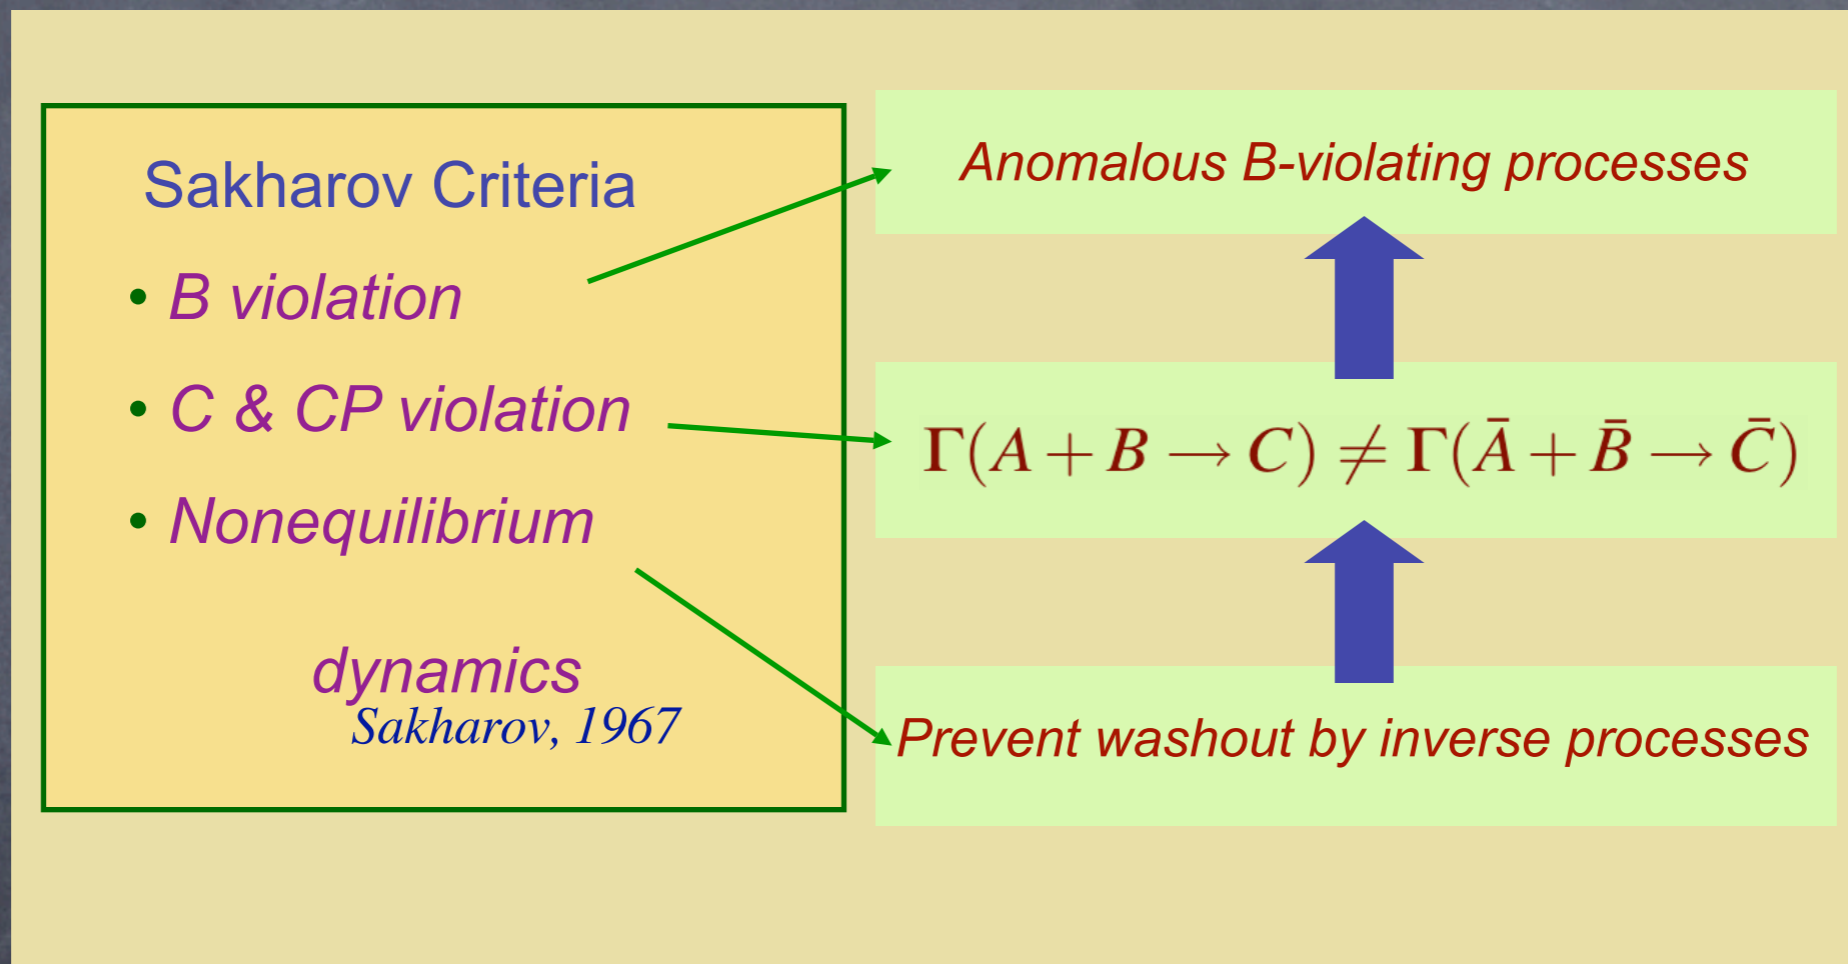 Sakharov Criteria
• B violation
• C & CP violation
• Nonequilibrium
dynamics
Sakharov, 1967
Anomalous B-violating processes
Γ(A + B → C) ≠ Γ(Ā + B̄ → C̄)
Prevent washout by inverse processes